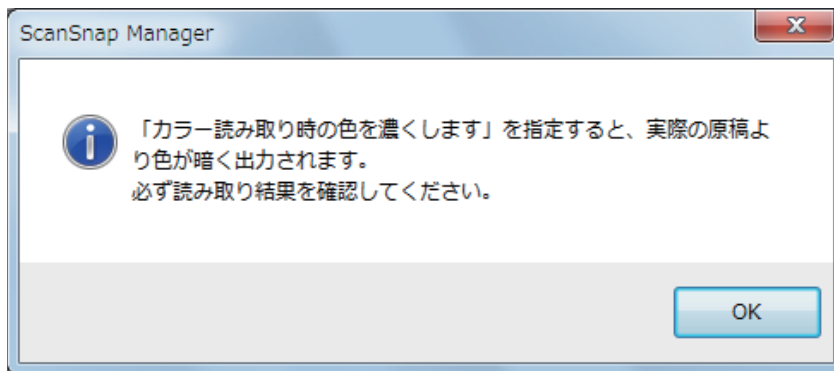 ScanSnap Manager
「カラー読み取り時の色を濃くします」を指定すると、実際の原稿よ
り色が暗く出力されます。
必ず読み取り結果を確認してください。
OK